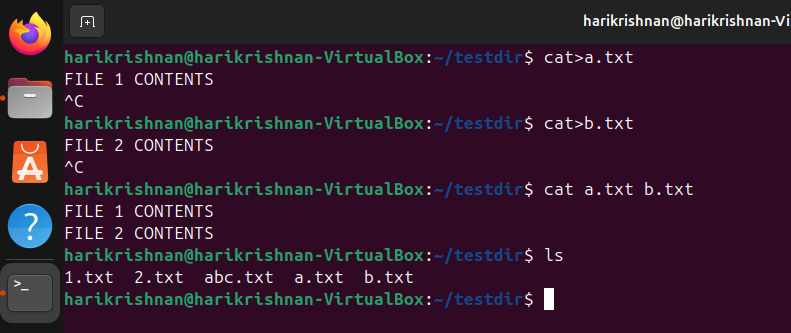 harikrishnan@harikrishnan-Vi
harikrishnan@harikrishnan-VirtualBox:~/testdir$ cat>a.txt
FILE 1 CONTENTS
^C
harikrishnan@harikrishnan-VirtualBox:~/testdir$ cat>b.txt
FILE 2 CONTENTS
^C
harikrishnan@harikrishnan-VirtualBox:~/testdir$ cat a.txt b.txt
FILE 1 CONTENTS
FILE 2 CONTENTS
harikrishnan@harikrishnan-VirtualBox:~/testdir$ ls
1.txt  2.txt  abc.txt  a.txt  b.txt
harikrishnan@harikrishnan-VirtualBox:~/testdir$